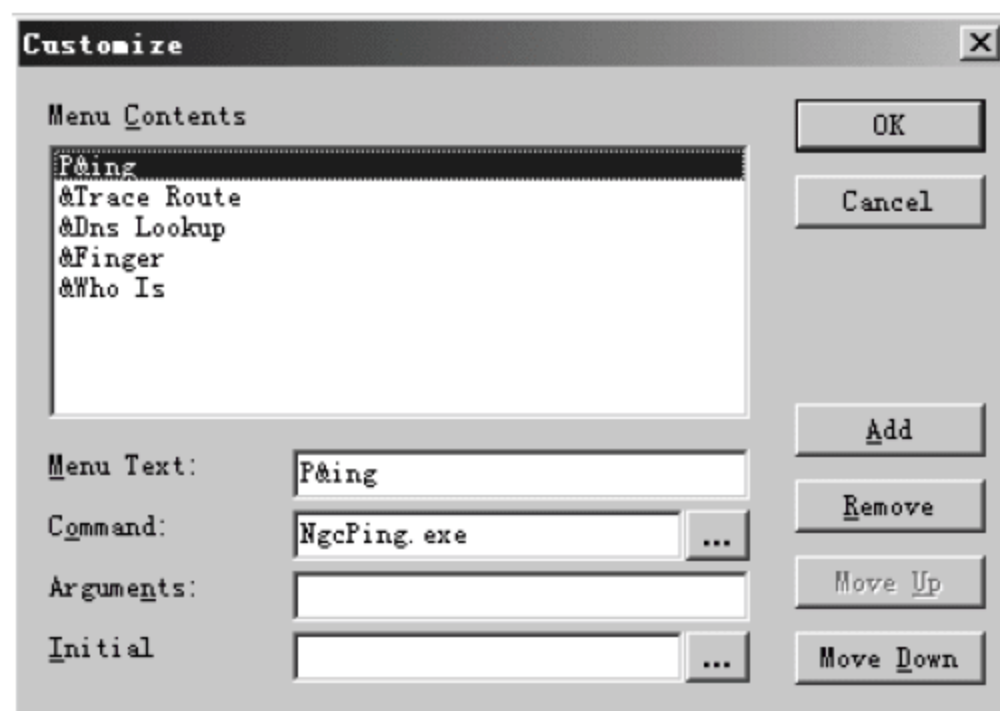 Customize
Menu Contents
P&ing
&Trace Route
&Dns Lookup
&Finger
&Who Is
OK
Cancel
Add
Remove
Move Up
Move Down
Menu Text:
P&ing
Command:
NgcPing.exe
...
Arguments:
Initial
...